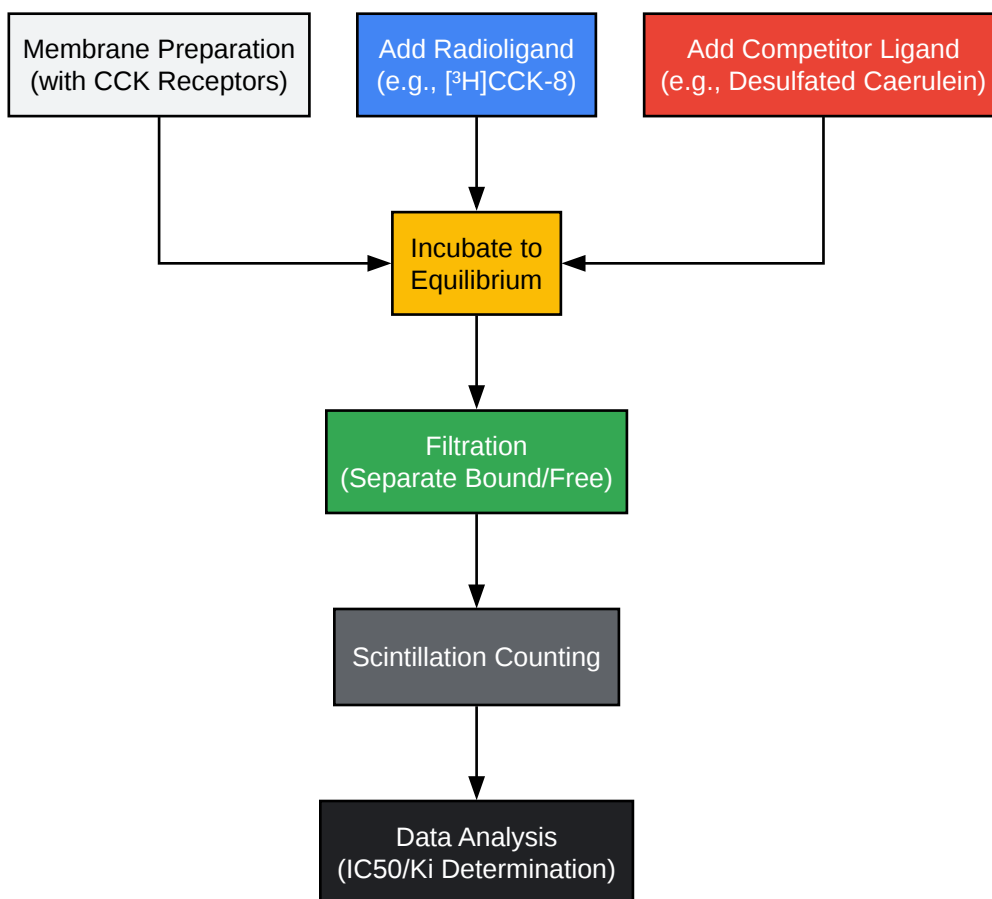 Membrane Preparation
(with CCK Receptors)
Add Radioligand
(e.g., [³H]CCK-8)
Add Competitor Ligand
(e.g., Desulfated Caerulein)
Incubate to
Equilibrium
Filtration
(Separate Bound/Free)
Scintillation Counting
Data Analysis
(IC50/Ki Determination)